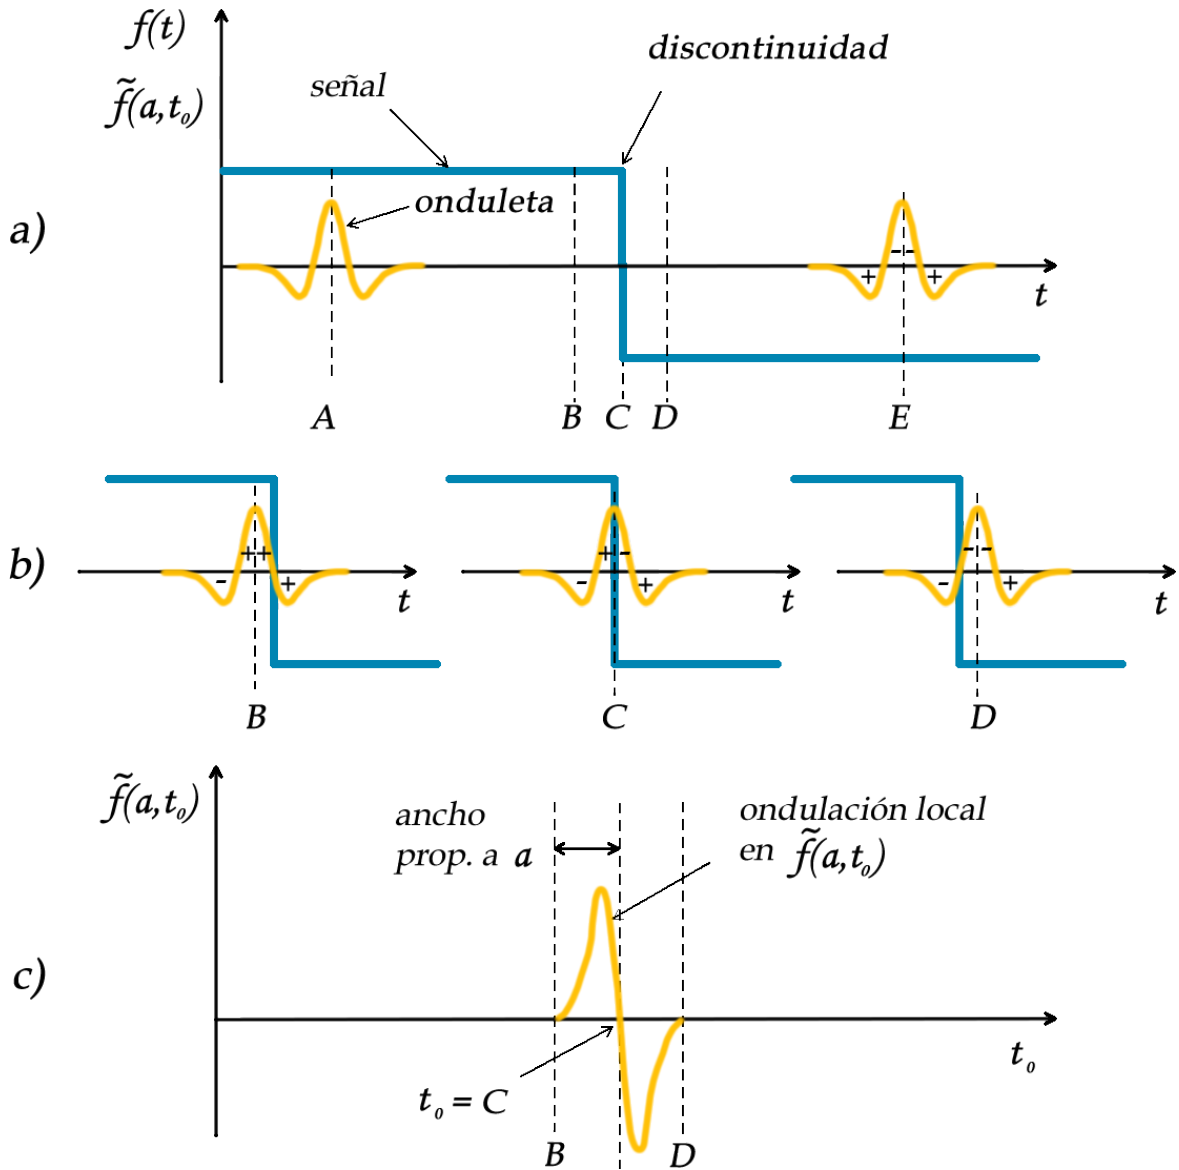 f(t)
f̃(a,t₀)
señal
discontinuidad
onduleta
a)
+ -- +
t
A B C D E
b)
- ++ +
t
B
- + - +
t
C
- -- +
t
D
f̃(a,t₀)
ancho
prop. a a
ondulación local
en f̃(a,t₀)
c)
t₀ = C
t₀
B D